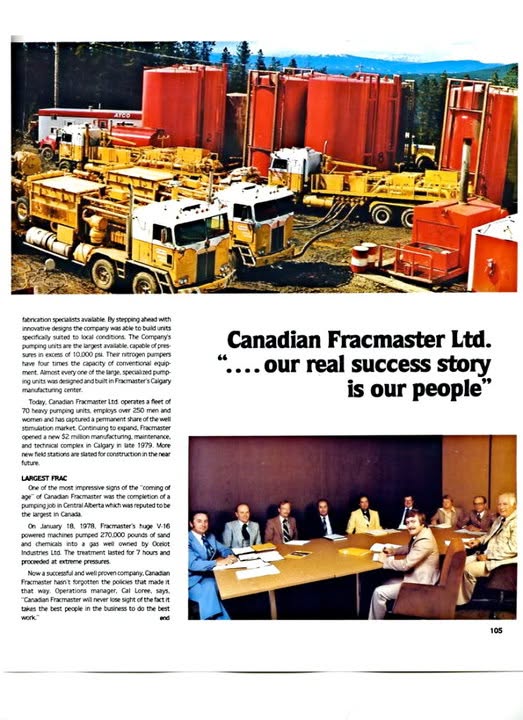 ATCO
fabrication specialists available. By stepping ahead with
innovative designs the company was able to build units
specifically suited to local conditions. The Company's
pumping units are the largest available, capable of pres-
sures in excess of 10,000 psi. Their nitrogen pumpers
have four times the capacity of conventional equip-
ment. Almost every one of the large, specialized pump-
ing units was designed and built in Fracmaster's Calgary
manufacturing center.
Today, Canadian Fracmaster Ltd. operates a fleet of
70 heavy pumping units, employs over 250 men and
women and has captured a permanent share of the well
stimulation market. Continuing to expand, Fracmaster
opened a new $2 million manufacturing, maintenance,
and technical complex in Calgary in late 1979. More
new field stations are slated for construction in the near
future.
LARGEST FRAC
One of the most impressive signs of the "coming of
age" of Canadian Fracmaster was the completion of a
pumping job in Central Alberta which was reputed to be
the largest in Canada.
On January 18, 1978, Fracmaster's huge V-16
powered machines pumped 270,000 pounds of sand
and chemicals into a gas well owned by Ocelot
Industries Ltd. The treatment lasted for 7 hours and
proceeded at extreme pressures.
Now a successful and well proven company, Canadian
Fracmaster hasn't forgotten the policies that made it
that way. Operations manager, Cal Loree, says,
"Canadian Fracmaster will never lose sight of the fact it
takes the best people in the business to do the best
work." end
Canadian Fracmaster Ltd.
"....our real success story
is our people"
105